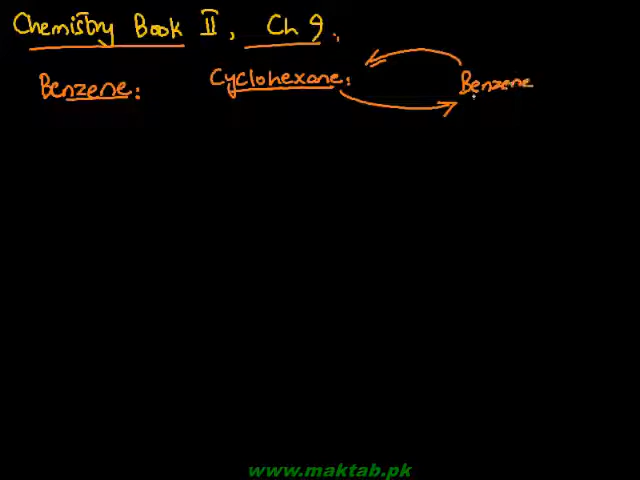 Chemistry Book II, Ch 9.
Benzene: Cyclohexane: Benzene
www.maktab.pk